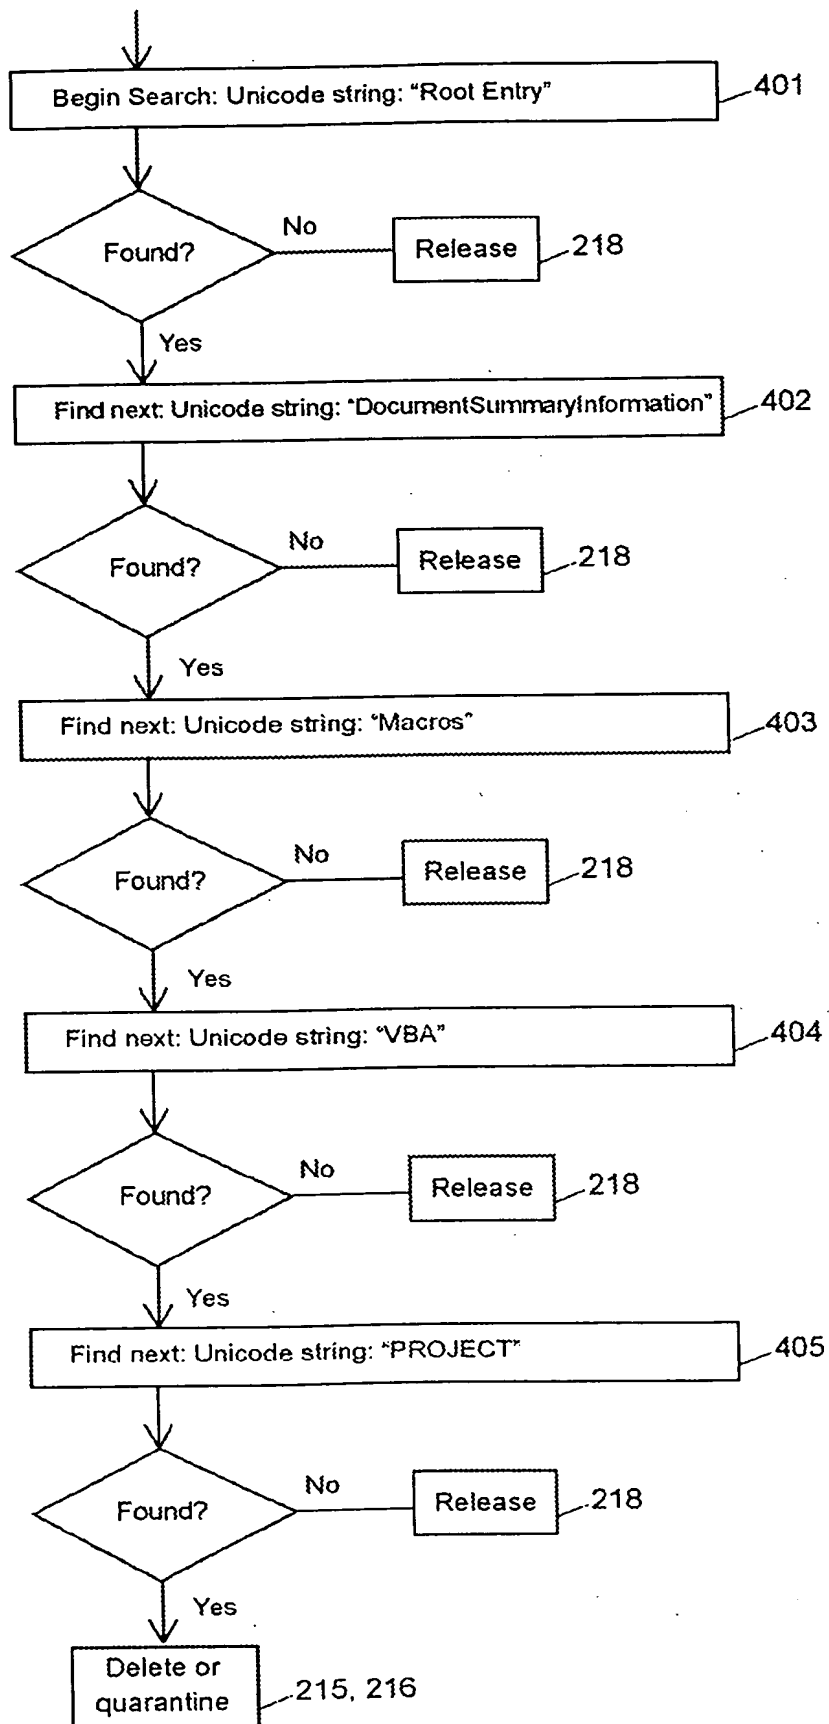 Begin Search: Unicode string: "Root Entry"
401
Found?
No
Release
218
Yes
Find next: Unicode string: "DocumentSummaryInformation"
402
Found?
No
Release
218
Yes
Find next: Unicode string: "Macros"
403
Found?
No
Release
218
Yes
Find next: Unicode string: "VBA"
404
Found?
No
Release
218
Yes
Find next: Unicode string: "PROJECT"
405
Found?
No
Release
218
Yes
Delete or
quarantine
215, 216